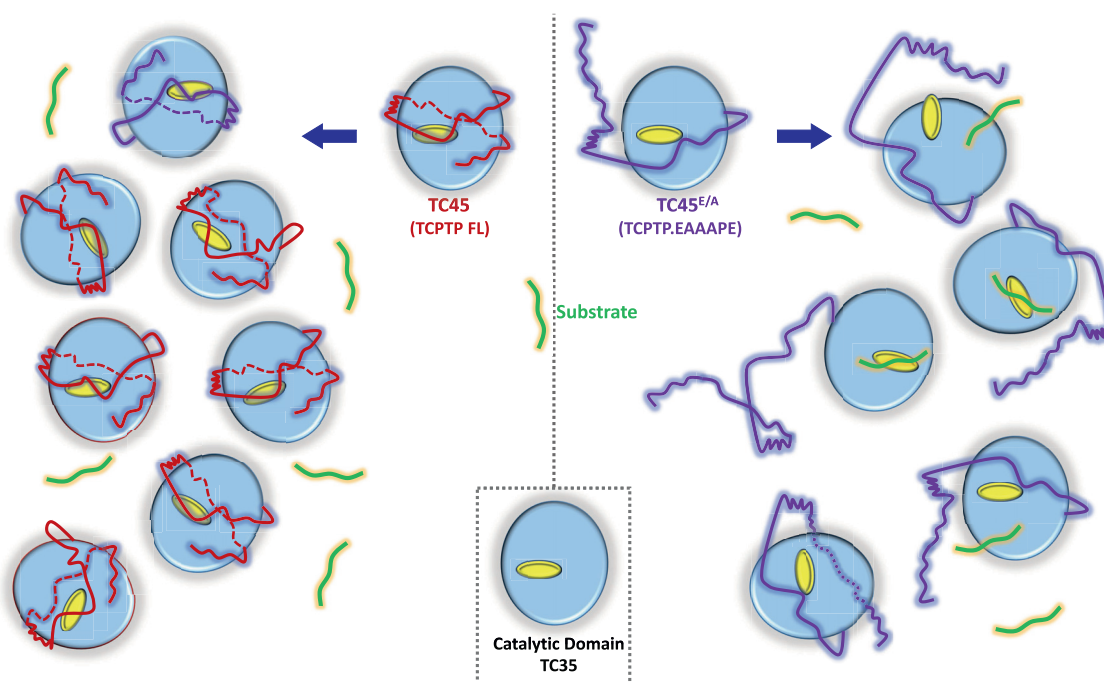 TC45
(TCPTP FL)
TC45E/A
(TCPTP.EAAAPE)
Substrate
Catalytic Domain
TC35